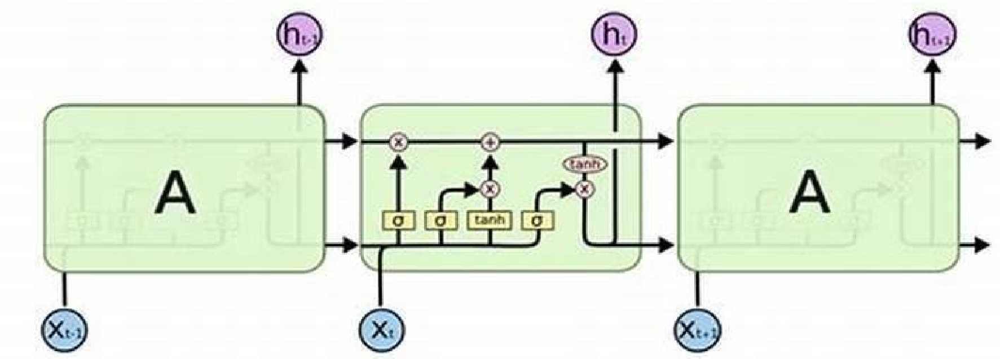 hₜ₋₁ hₜ hₜ₊₁
x +
tanh
A x x A
σ σ tanh σ
Xₜ₋₁ Xₜ Xₜ₊₁